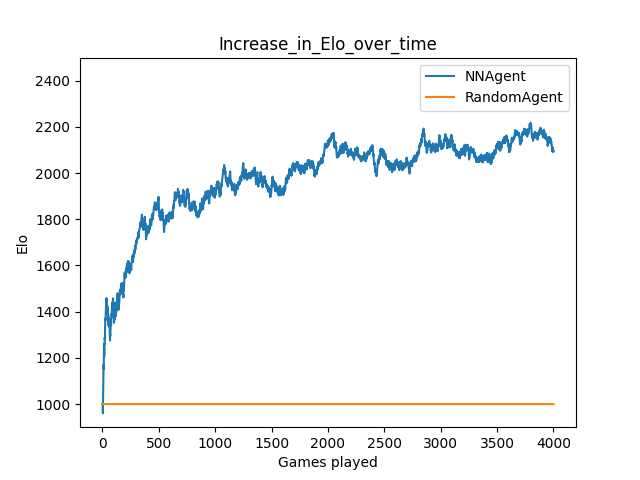 Increase_in_Elo_over_time
NNAgent
RandomAgent
2400
2200
2000
1800
1600
1400
1200
1000
Elo
0 500 1000 1500 2000 2500 3000 3500 4000
Games played